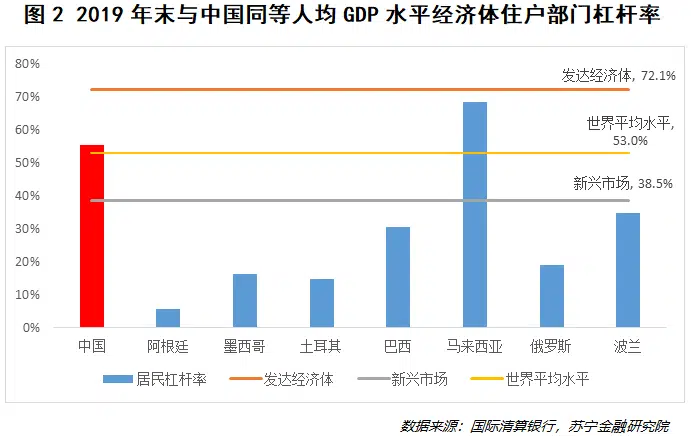 图 2 2019 年末与中国同等人均 GDP 水平经济体住户部门杠杆率
80%
70%
60%
50%
40%
30%
20%
10%
0%
发达经济体, 72.1%
世界平均水平,
53.0%
新兴市场, 38.5%
中国 阿根廷 墨西哥 土耳其 巴西 马来西亚 俄罗斯 波兰
居民杠杆率 发达经济体 新兴市场 世界平均水平
数据来源：国际清算银行，苏宁金融研究院